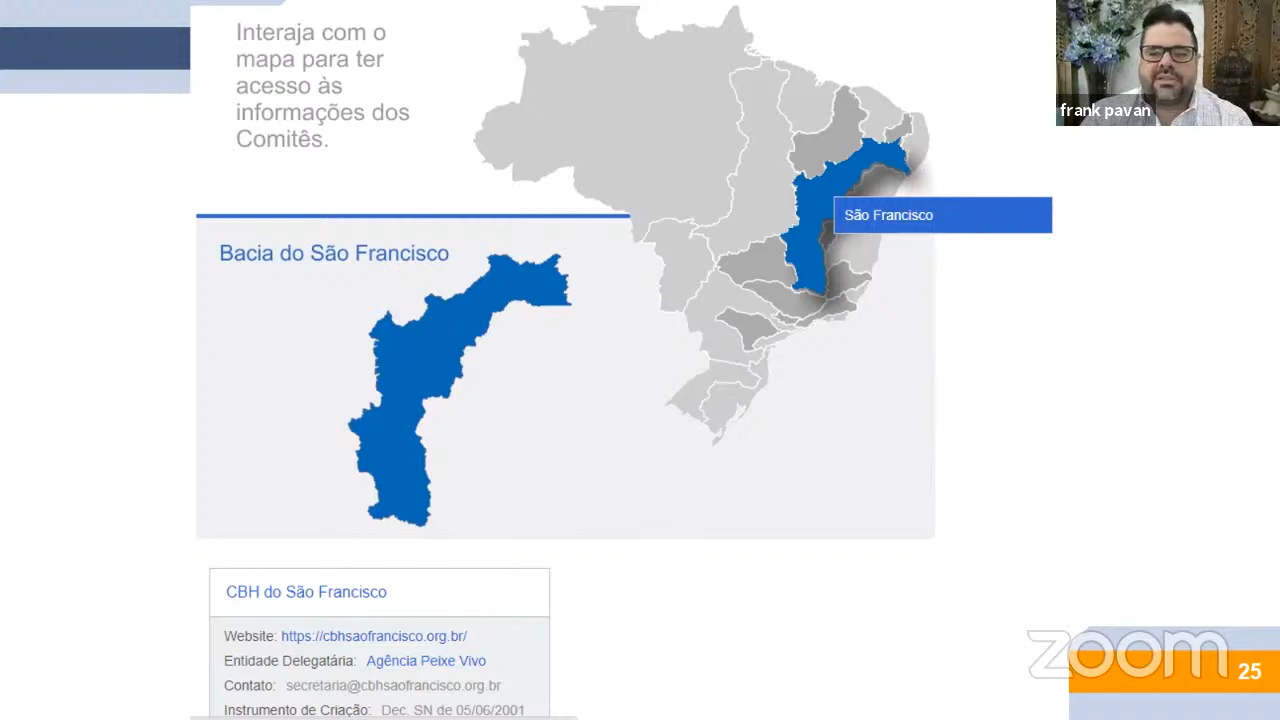 Interaja com o
mapa para ter
acesso às
informações dos
Comitês.
frank pavan
São Francisco
Bacia do São Francisco
CBH do São Francisco
Website: https://cbhsaofrancisco.org.br/
Entidade Delegatária: Agência Peixe Vivo
Contato: secretaria@cbhsaofrancisco.org.br
Instrumento de Criação: Dec. SN de 05/06/2001
zoom
25